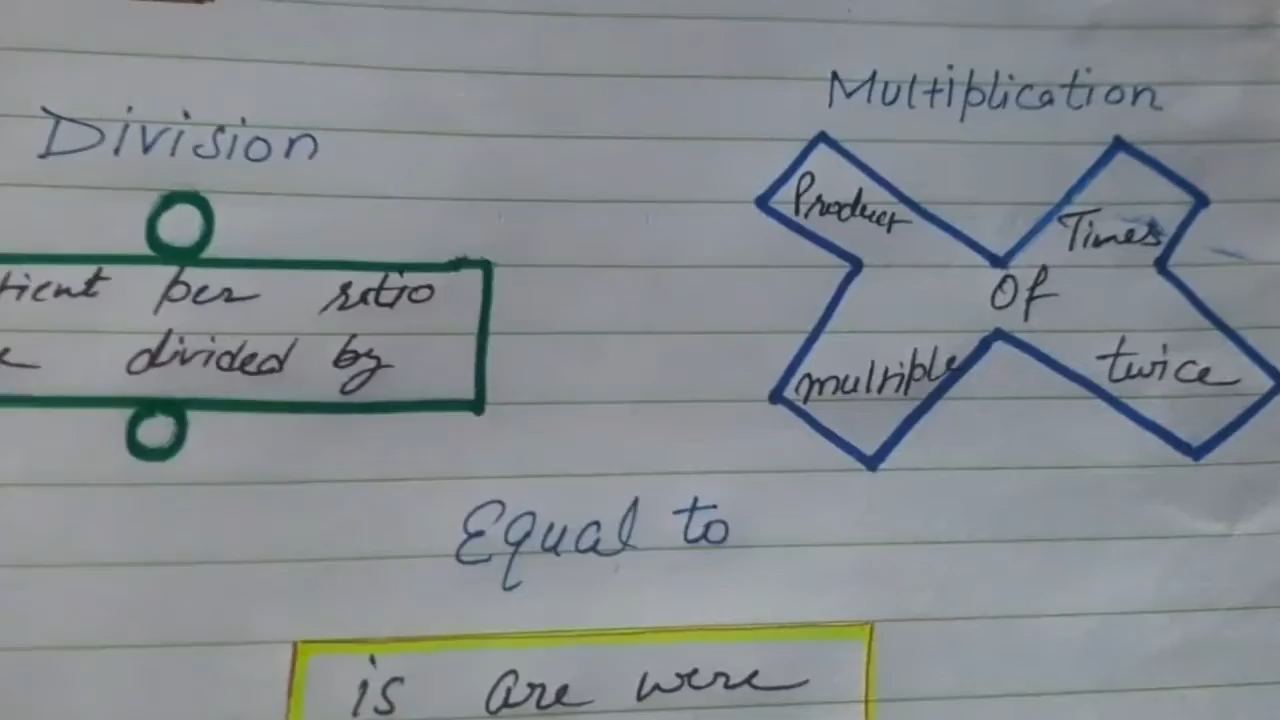 Division
per ratio
divided by
Multiplication
Product
Times
Of
multiple
twice
Equal to
is are were